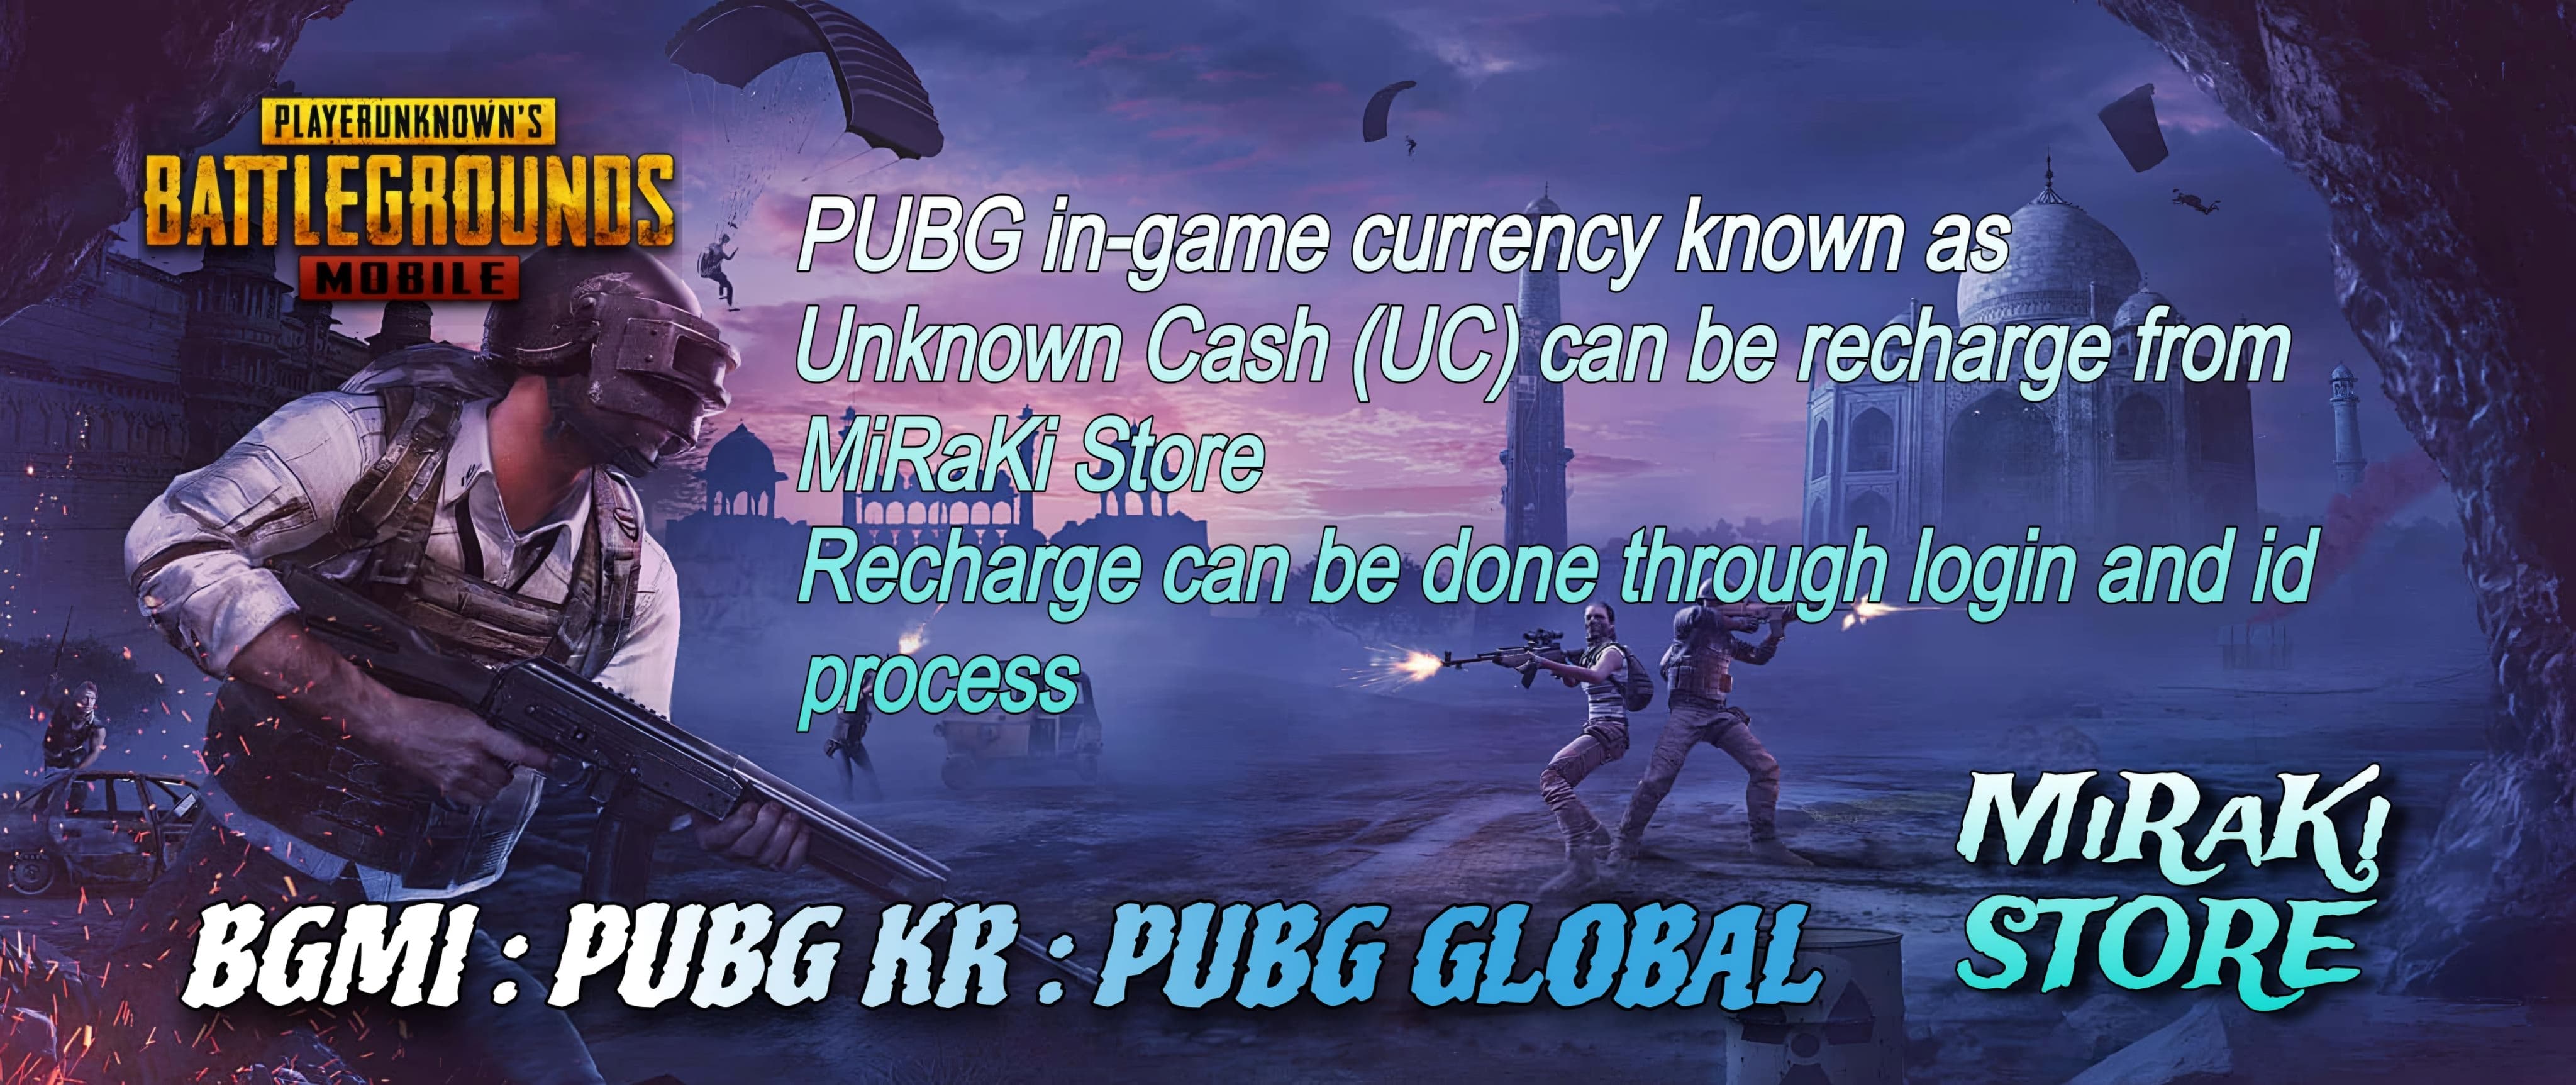 PLAYERUNKNOWN'S
BATTLEGROUNDS
MOBILE
PUBG in-game currency known as
Unknown Cash (UC) can be recharge from
MiRaKi Store
Recharge can be done through login and id
process
MiRaKi
STORE
BGMI : PUBG KR : PUBG GLOBAL